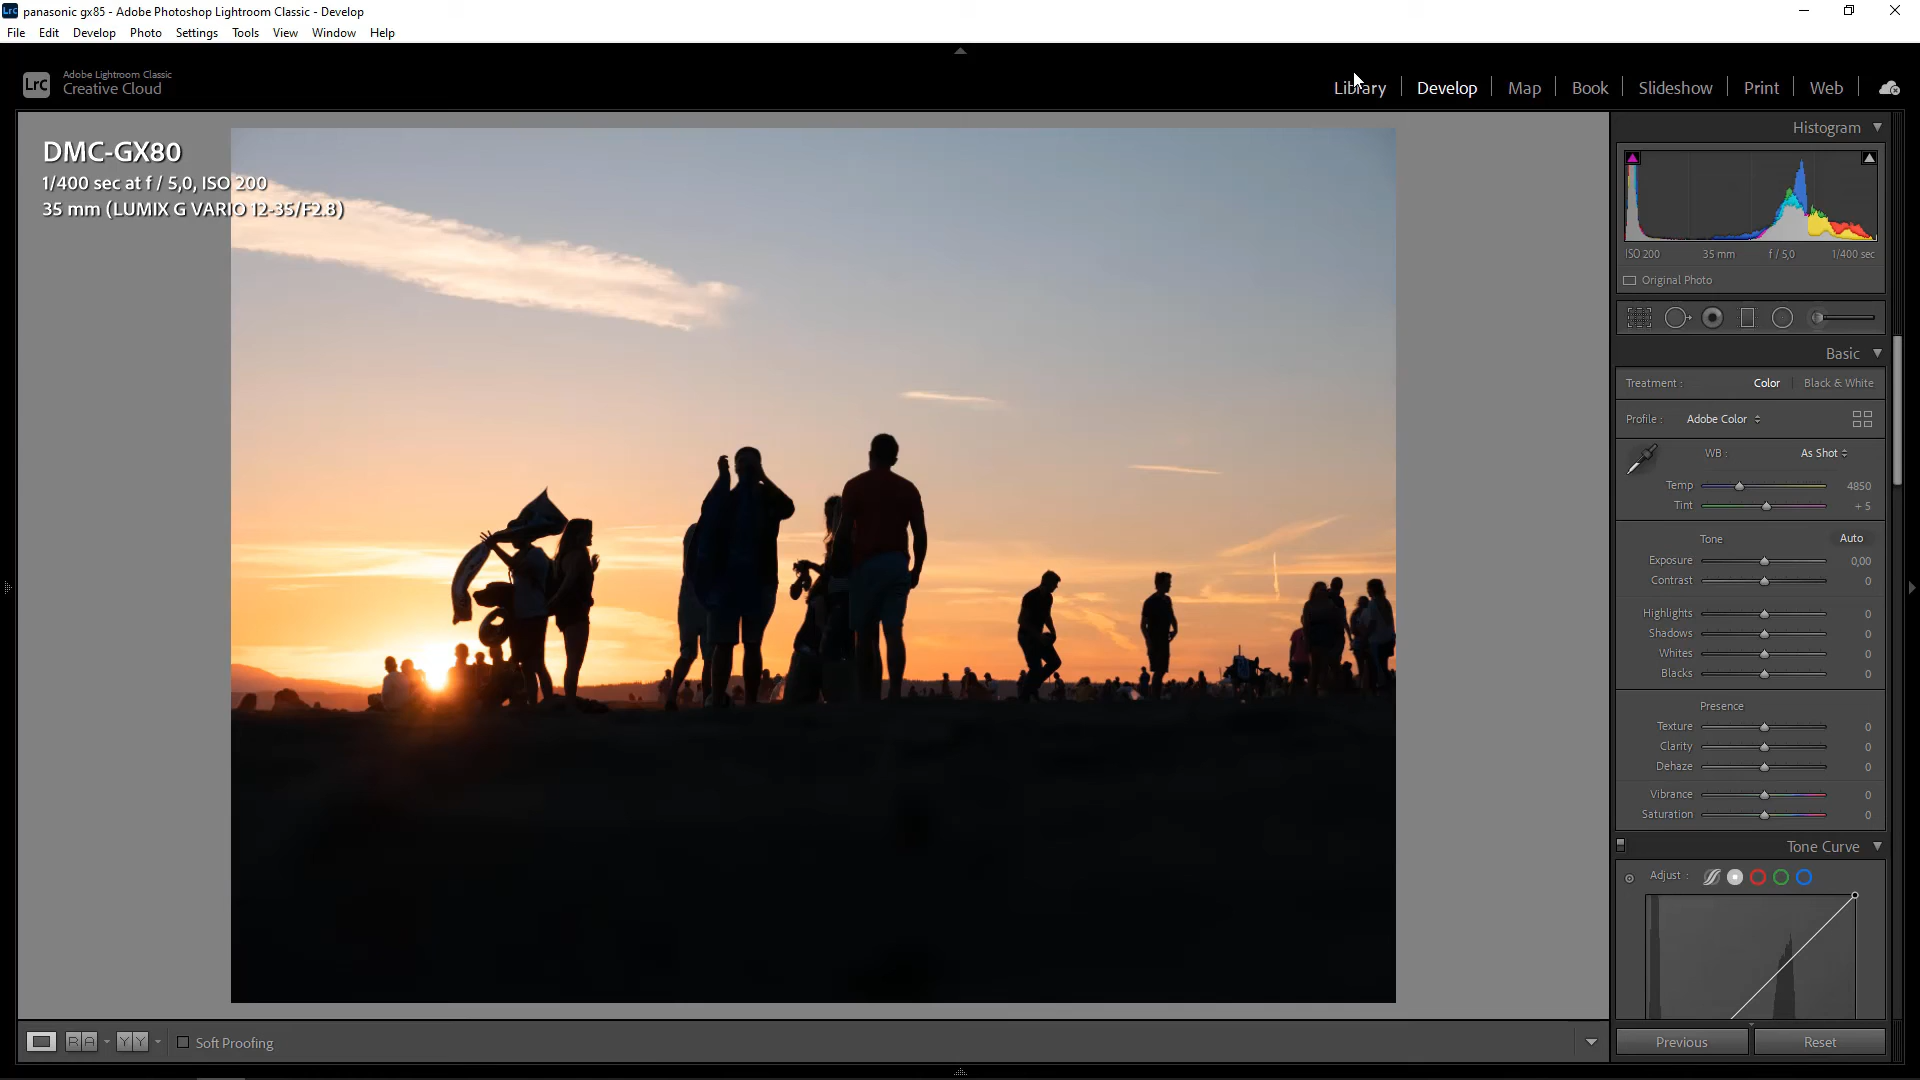 Lrc panasonic gx85 - Adobe Photoshop Lightroom Classic - Develop
File Edit Develop Photo Settings Tools View Window Help
LrC Adobe Lightroom Classic
Creative Cloud
Library Develop Map Book Slideshow Print Web
DMC-GX80
1/400 sec at f / 5,0, ISO 200
35 mm (LUMIX G VARIO 12-35/F2.8)
Histogram
ISO 200 35 mm f / 5,0 1/400 sec
Original Photo
Basic
Treatment : Color Black & White
Profile : Adobe Color
WB : As Shot
Temp 4850
Tint + 5
Tone Auto
Exposure 0,00
Contrast 0
Highlights 0
Shadows 0
Whites 0
Blacks 0
Presence
Texture 0
Clarity 0
Dehaze 0
Vibrance 0
Saturation 0
Tone Curve
Adjust :
R A Y Y Soft Proofing
Previous Reset